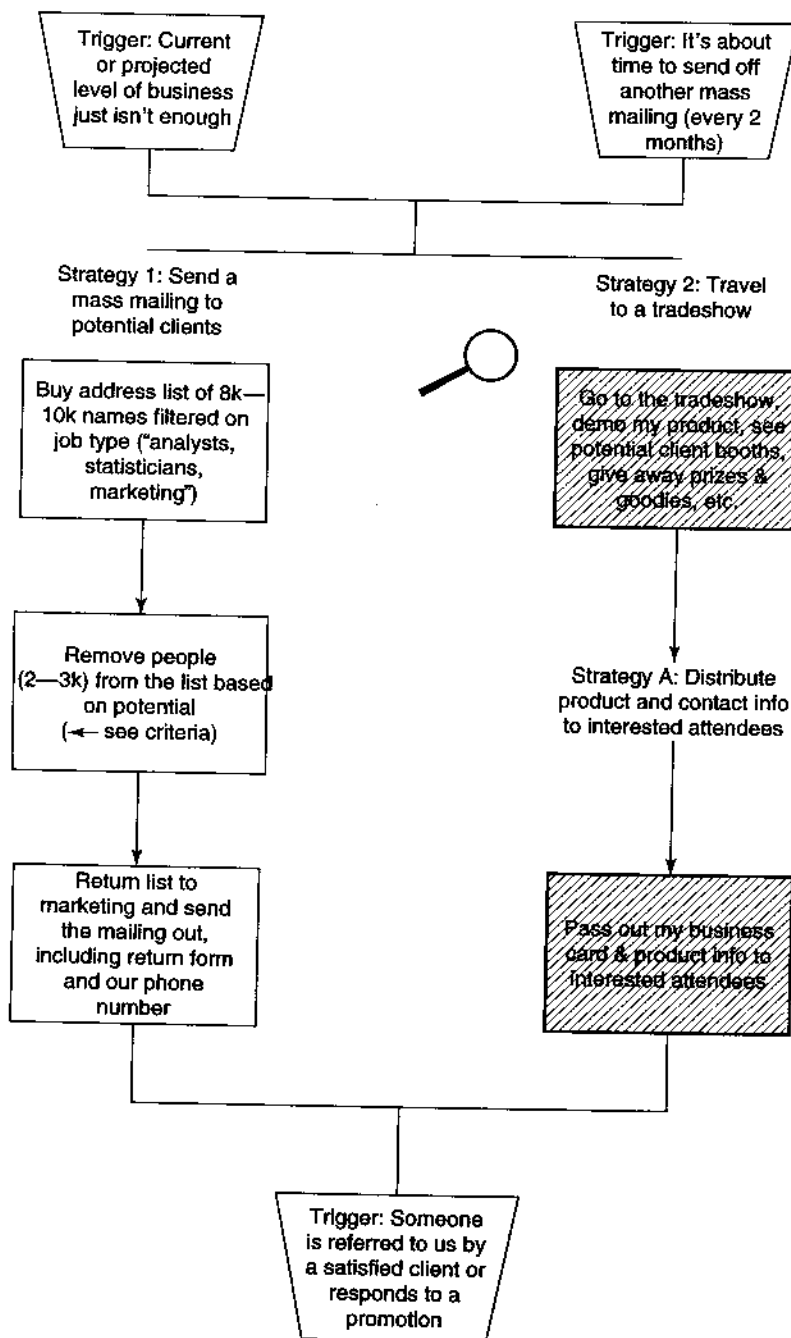 Trigger: Current
or projected
level of business
just isn't enough
Trigger: It's about
time to send off
another mass
mailing (every 2
months)
Strategy 1: Send a
mass mailing to
potential clients
Strategy 2: Travel
to a tradeshow
Buy address list of 8k—
10k names filtered on
job type ("analysts,
statisticians,
marketing")
Go to the tradeshow,
demo my product, see
potential client booths,
give away prizes &
goodies, etc.
Remove people
(2—3k) from the list based
on potential
(← see criteria)
Strategy A: Distribute
product and contact info
to interested attendees
Return list to
marketing and send
the mailing out,
including return form
and our phone
number
Pass out my business
card & product info to
interested attendees
Trigger: Someone
is referred to us by
a satisfied client or
responds to a
promotion